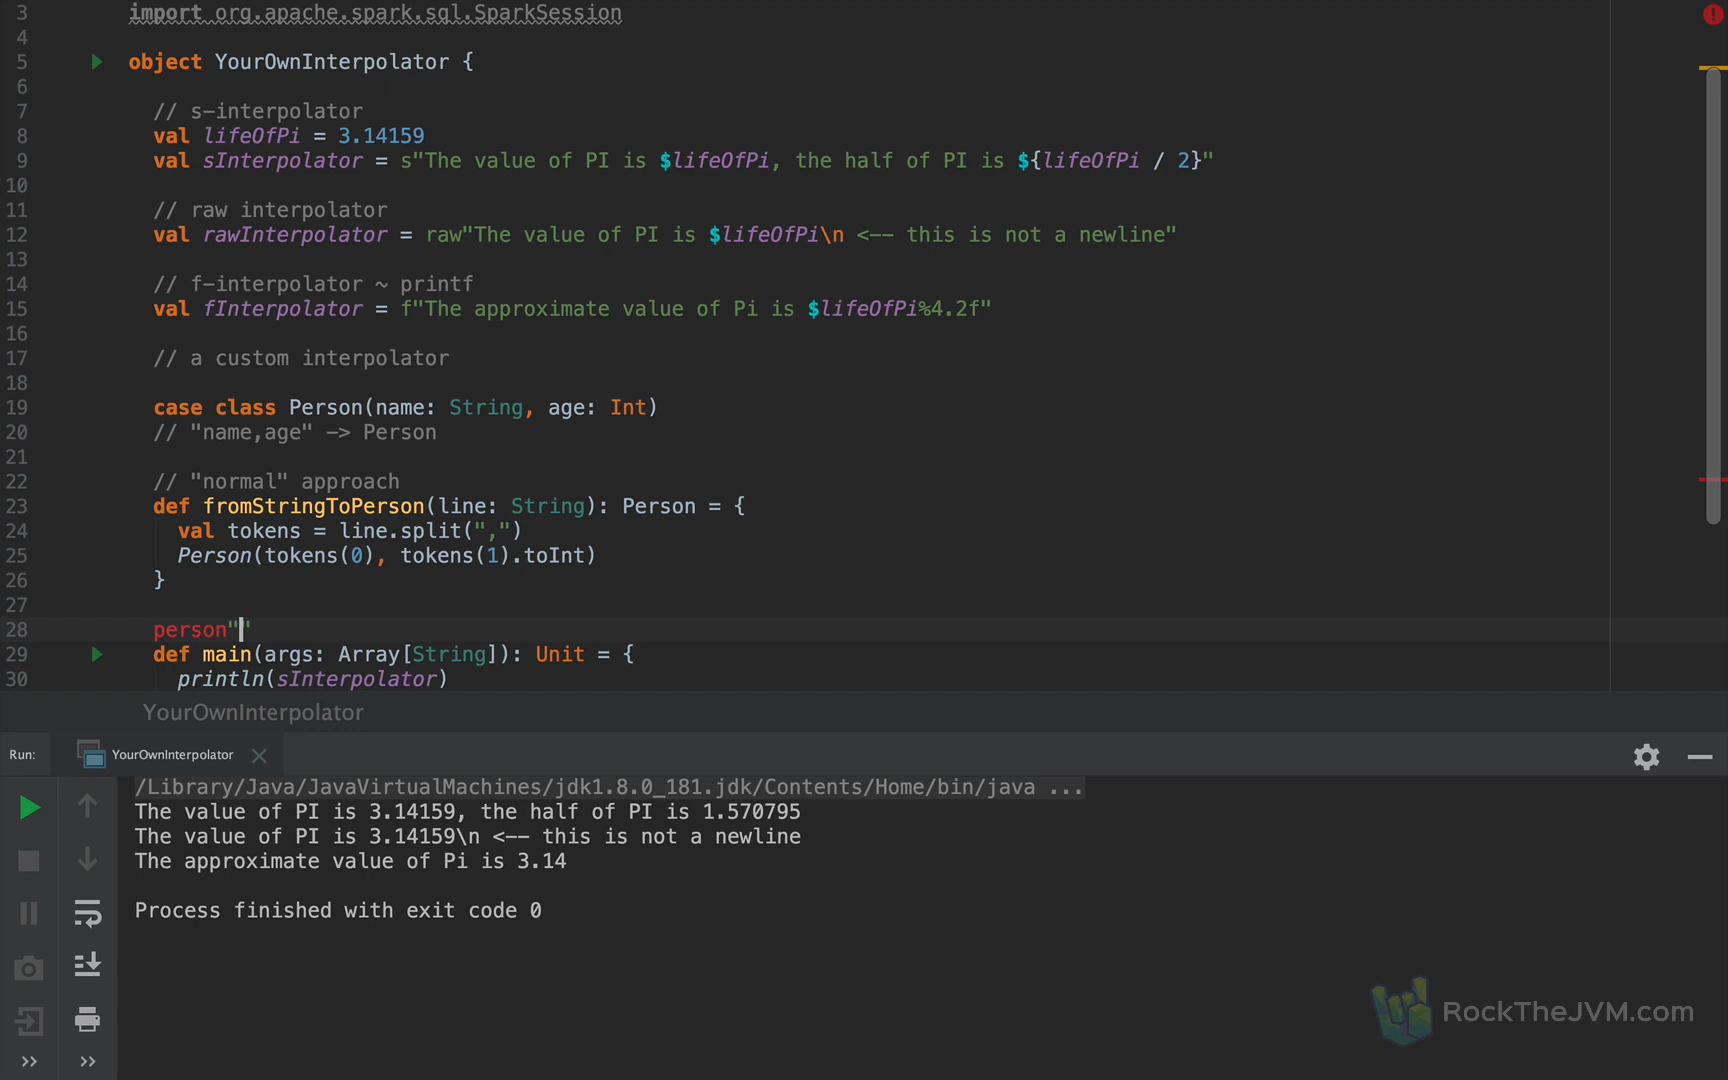 3 import org.apache.spark.sql.SparkSession
4
5 object YourOwnInterpolator {
6
7 // s-interpolator
8 val lifeOfPi = 3.14159
9 val sInterpolator = s"The value of PI is $lifeOfPi, the half of PI is ${lifeOfPi / 2}"
10
11 // raw interpolator
12 val rawInterpolator = raw"The value of PI is $lifeOfPi\n <-- this is not a newline"
13
14 // f-interpolator ~ printf
15 val fInterpolator = f"The approximate value of Pi is $lifeOfPi%4.2f"
16
17 // a custom interpolator
18
19 case class Person(name: String, age: Int)
20 // "name,age" -> Person
21
22 // "normal" approach
23 def fromStringToPerson(line: String): Person = {
24 val tokens = line.split(",")
25 Person(tokens(0), tokens(1).toInt)
26 }
27
28 person""
29 def main(args: Array[String]): Unit = {
30 println(sInterpolator)
YourOwnInterpolator
Run: YourOwnInterpolator
/Library/Java/JavaVirtualMachines/jdk1.8.0_181.jdk/Contents/Home/bin/java ...
The value of PI is 3.14159, the half of PI is 1.570795
The value of PI is 3.14159\n <-- this is not a newline
The approximate value of Pi is 3.14
Process finished with exit code 0
RockTheJVM.com